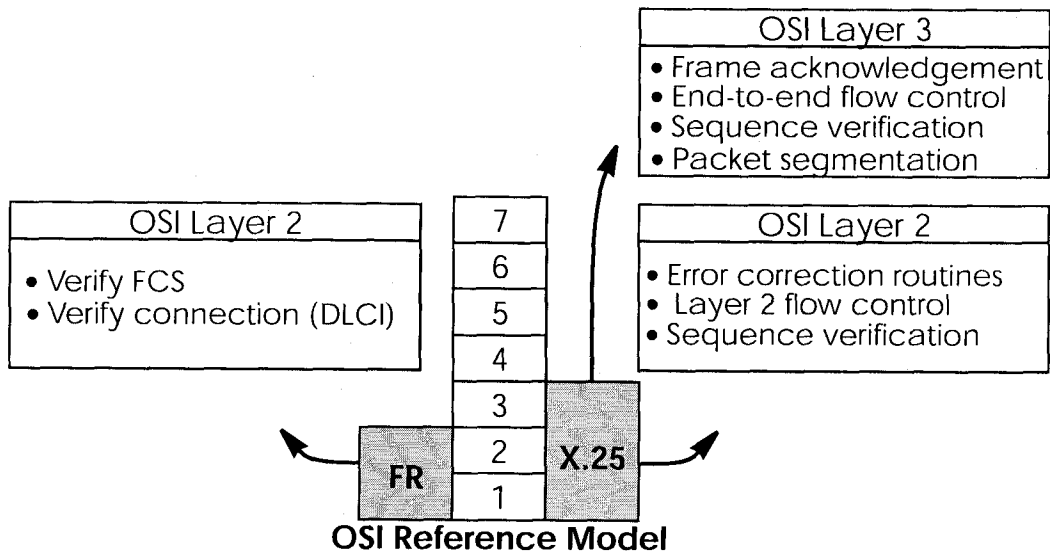 OSI Layer 3
• Frame acknowledgement
• End-to-end flow control
• Sequence verification
• Packet segmentation
OSI Layer 2
• Verify FCS
• Verify connection (DLCI)
7
6
5
4
3
2
1
OSI Layer 2
• Error correction routines
• Layer 2 flow control
• Sequence verification
FR
X.25
OSI Reference Model